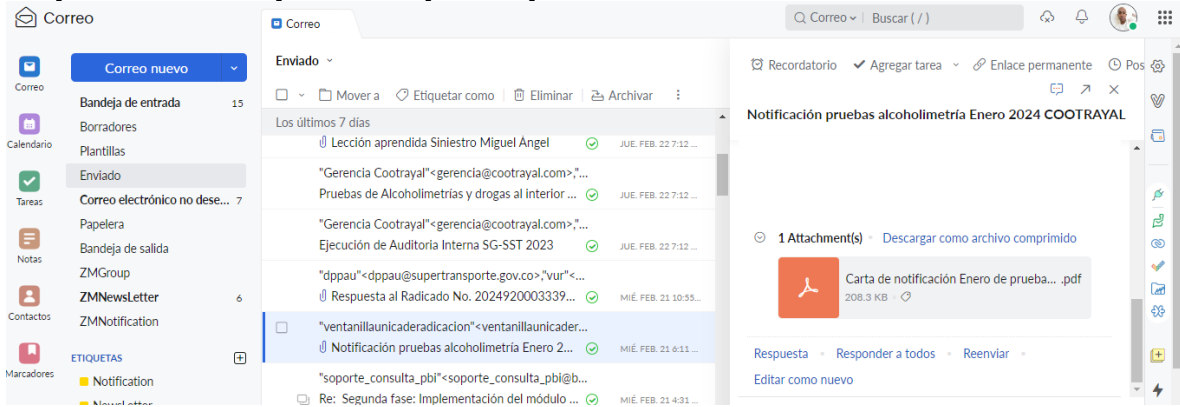 Correo
Correo
Correo
Buscar ( / )
Correo
Calendario
Tareas
Notas
Contactos
Marcadores
Correo nuevo
Bandeja de entrada 15
Borradores
Plantillas
Enviado
Correo electrónico no dese... 7
Papelera
Bandeja de salida
ZMGroup
ZMNewsLetter 6
ZMNotification
ETIQUETAS
Notification
Enviado
Mover a Etiquetar como Eliminar Archivar
Los últimos 7 días
Lección aprendida Siniestro Miguel Ángel JUE. FEB. 22 7:12 ...
"Gerencia Cootrayal"<gerencia@cootrayal.com>,"...
Pruebas de Alcoholimetrías y drogas al interior ... JUE. FEB. 22 7:12 ...
"Gerencia Cootrayal"<gerencia@cootrayal.com>,"...
Ejecución de Auditoria Interna SG-SST 2023 JUE. FEB. 22 7:12 ...
"dppau"<dppau@supertransporte.gov.co>,"vur"<...
Respuesta al Radicado No. 2024920003339... MIÉ. FEB. 21 10:55...
"ventanillaunicaderadicacion"<ventanillaunicader...
Notificación pruebas alcoholimetría Enero 2... MIÉ. FEB. 21 6:11 ...
"soporte_consulta_pbi"<soporte_consulta_pbi@b...
Re: Segunda fase: Implementación del módulo ... MIÉ. FEB. 21 4:31 ...
Recordatorio Agregar tarea Enlace permanente Pos
Notificación pruebas alcoholimetría Enero 2024 COOTRAYAL
1 Attachment(s) Descargar como archivo comprimido
Carta de notificación Enero de prueba... .pdf
208.3 KB
Respuesta Responder a todos Reenviar
Editar como nuevo